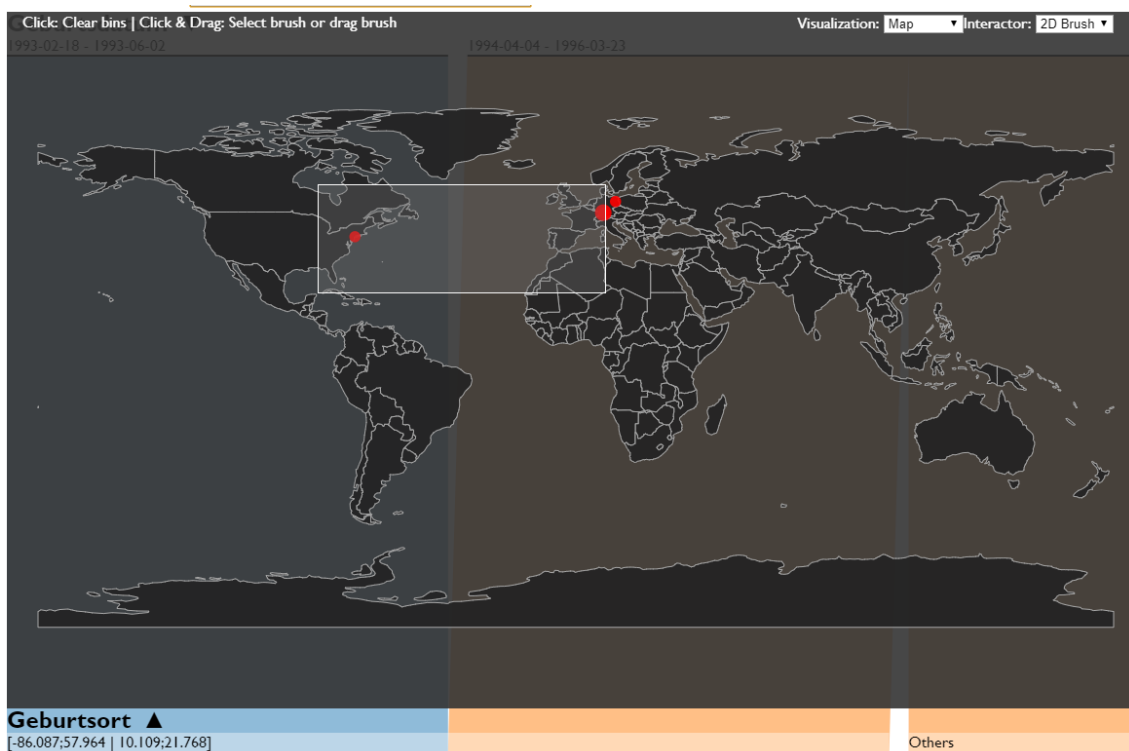 Click: Clear bins | Click & Drag: Select brush or drag brush
Visualization: Map Interactor: 2D Brush
1993-02-18 - 1993-06-02
1994-04-04 - 1996-03-23
Geburtsort ▲
[-86.087;57.964 | 10.109;21.768]
Others